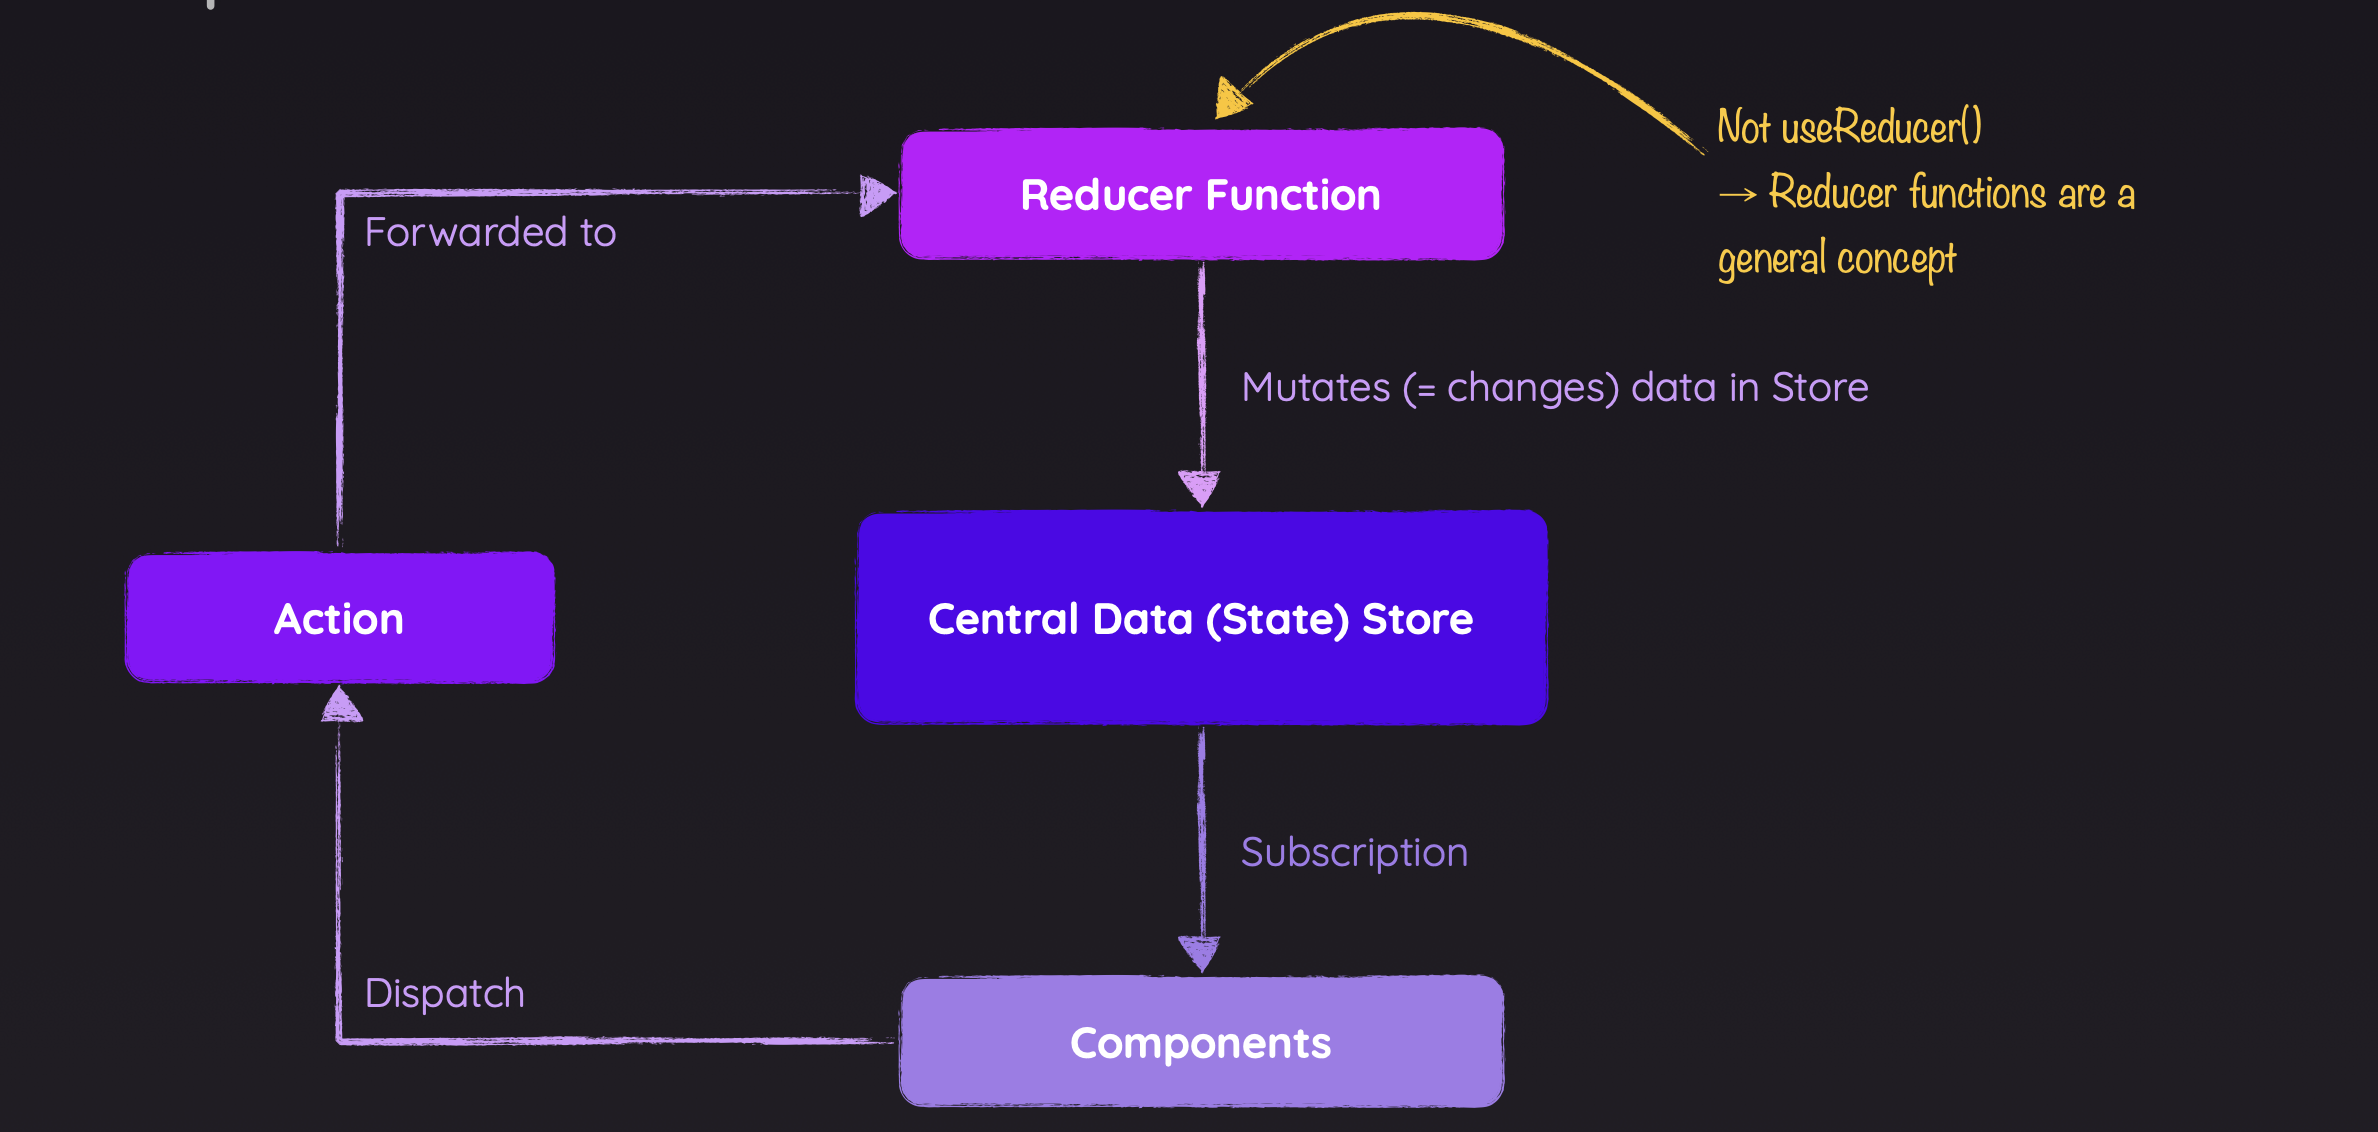 Not useReducer()
Reducer Function
→ Reducer functions are a
general concept
Forwarded to
Mutates (= changes) data in Store
Action
Central Data (State) Store
Subscription
Dispatch
Components